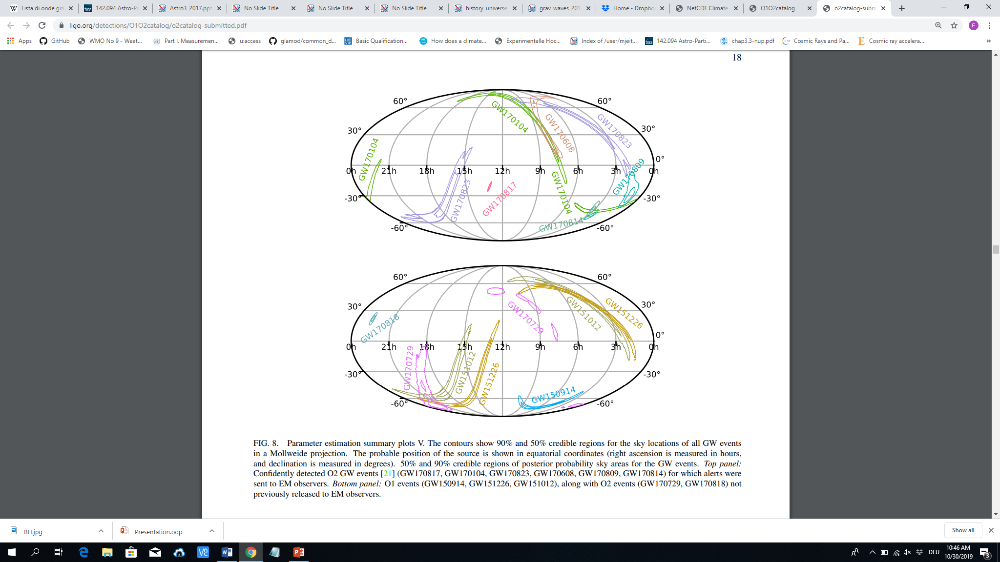 Lista di onde gra
142.094 Astro-Pa
Astro3_2017.ppt
No Slide Title
No Slide Title
No Slide Title
history_universe
grav_waves_201
Home - Dropbo
NetCDF Climate
O1O2catalog
o2catalog-subm
ligo.org/detections/O1O2catalog/o2catalog-submitted.pdf
F
Apps
GitHub
WMO No 9 - Weat...
Part I. Measuremen...
u:access
glamod/common_d...
Basic Qualification...
How does a climate...
Experimentelle Hoc...
Index of /user/mjeit...
142.094 Astro-Parti...
chap3.3-nup.pdf
Cosmic Rays and Pa...
Cosmic ray accelera...
18
60° 60°
30° 30°
0°
0h 21h 18h 15h 12h 9h 6h 3h 0h
-30° -30°
-60° -60°
GW170104
GW170104
GW170608
GW170823
GW170809
GW170823
GW170817
GW170104
GW170814
60° 60°
30° 30°
0°
0h 21h 18h 15h 12h 9h 6h 3h 0h
-30° -30°
-60° -60°
GW170818
GW170729
GW151012
GW151226
GW170729
GW151012
GW151226
GW150914
FIG. 8. Parameter estimation summary plots V. The contours show 90% and 50% credible regions for the sky locations of all GW events
in a Mollweide projection. The probable position of the source is shown in equatorial coordinates (right ascension is measured in hours,
and declination is measured in degrees). 50% and 90% credible regions of posterior probability sky areas for the GW events. Top panel:
Confidently detected O2 GW events [21] (GW170817, GW170104, GW170823, GW170608, GW170809, GW170814) for which alerts were
sent to EM observers. Bottom panel: O1 events (GW150914, GW151226, GW151012), along with O2 events (GW170729, GW170818) not
previously released to EM observers.
BH.jpg
Presentation.odp
Show all
DEU
10:46 AM
10/30/2019
3